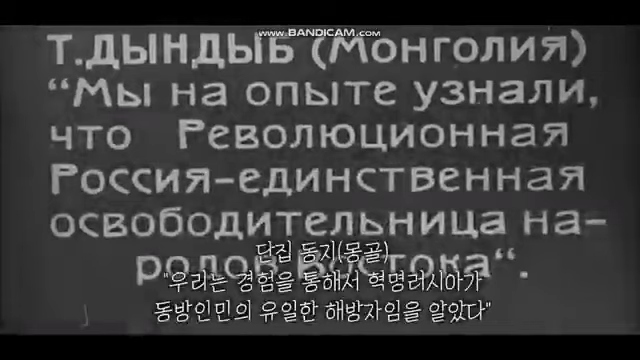 www.BANDICAM.com
Т.ДЫНДЫБ (Монголия)
“Мы на опыте узнали,
что Революционная
Россия-единственная
освободительница на-
родов Востока“.
단집 동지(몽골)
"우리는 경험을 통해서 혁명러시아가
동방인민의 유일한 해방자임을 알았다"